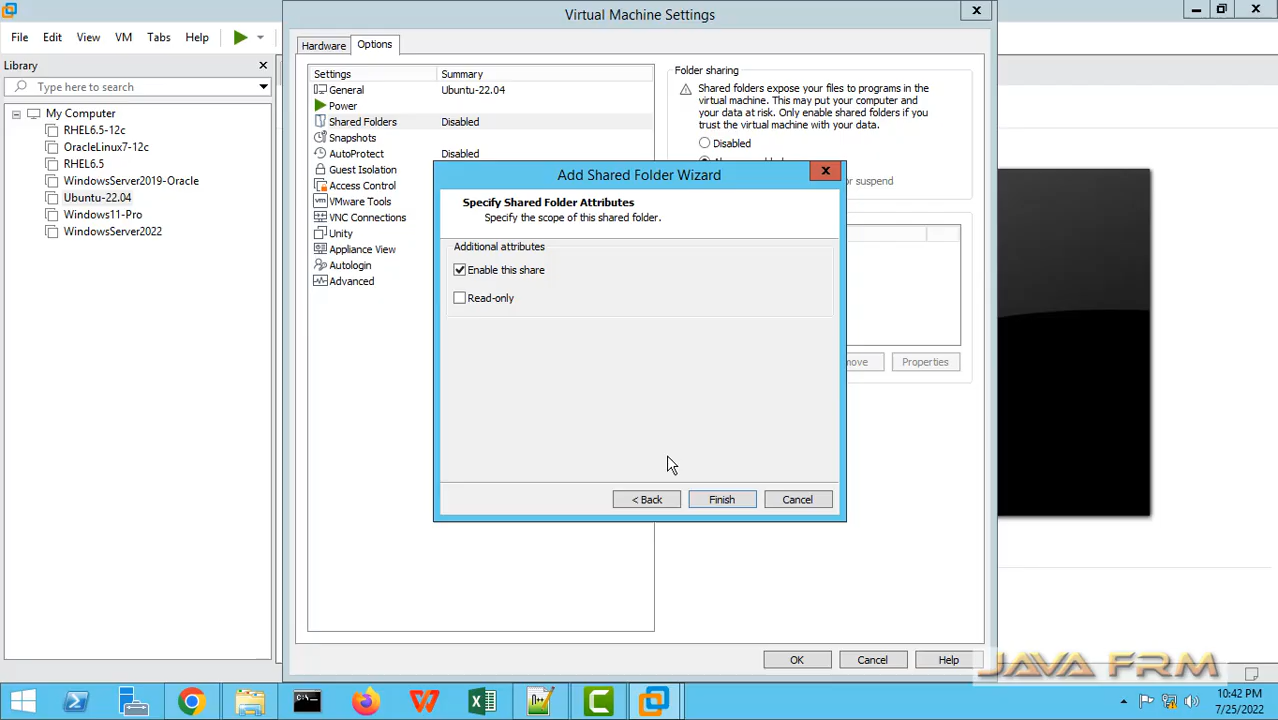 Virtual Machine Settings
File Edit View VM Tabs Help
Hardware Options
Library
Type here to search
My Computer
RHEL6.5-12c
OracleLinux7-12c
RHEL6.5
WindowsServer2019-Oracle
Ubuntu-22.04
Windows11-Pro
WindowsServer2022
Settings Summary
General Ubuntu-22.04
Power
Shared Folders Disabled
Snapshots
AutoProtect Disabled
Guest Isolation
Access Control
VMware Tools
VNC Connections
Unity
Appliance View
Autologin
Advanced
Folder sharing
Shared folders expose your files to programs in the
virtual machine. This may put your computer and
your data at risk. Only enable shared folders if you
trust the virtual machine with your data.
Disabled
or suspend
Properties
Add Shared Folder Wizard
Specify Shared Folder Attributes
Specify the scope of this shared folder.
Additional attributes
Enable this share
Read-only
< Back Finish Cancel
OK Cancel Help
JAVA FRM
10:42 PM
7/25/2022